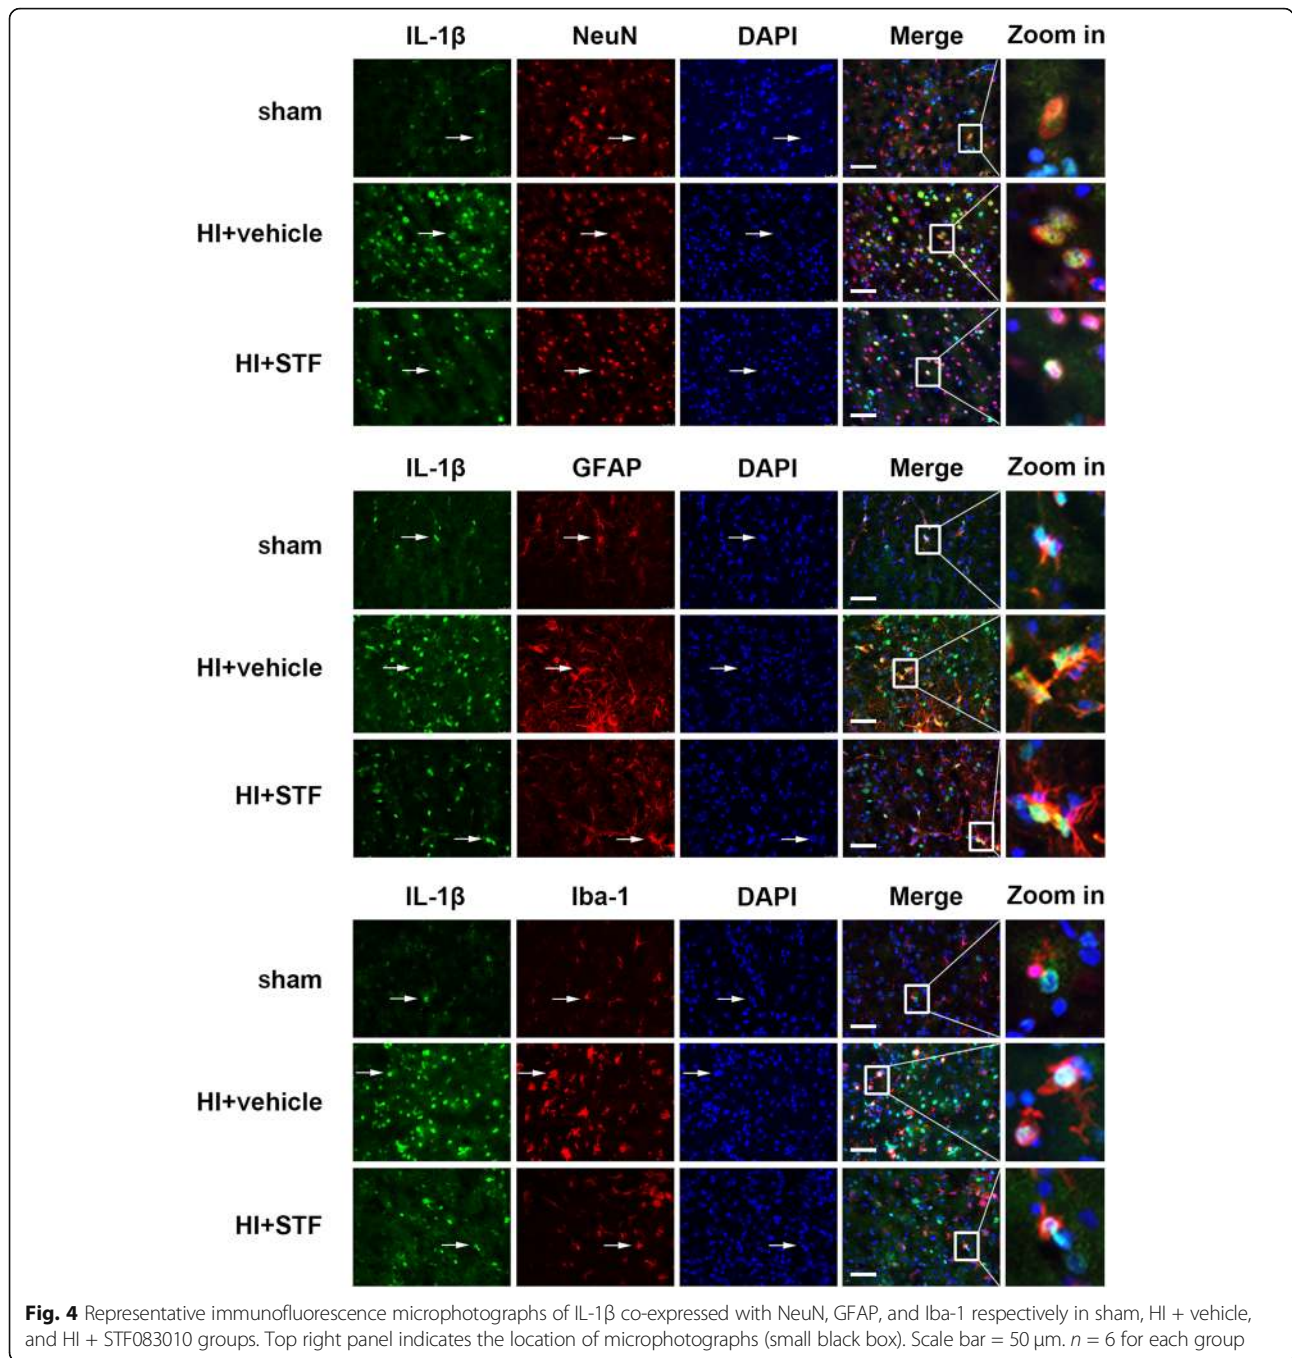 IL-1β NeuN DAPI Merge Zoom in
sham
HI+vehicle
HI+STF
IL-1β GFAP DAPI Merge Zoom in
sham
HI+vehicle
HI+STF
IL-1β Iba-1 DAPI Merge Zoom in
sham
HI+vehicle
HI+STF
Fig. 4 Representative immunofluorescence microphotographs of IL-1β co-expressed with NeuN, GFAP, and Iba-1 respectively in sham, HI + vehicle,
and HI + STF083010 groups. Top right panel indicates the location of microphotographs (small black box). Scale bar = 50 μm. n = 6 for each group